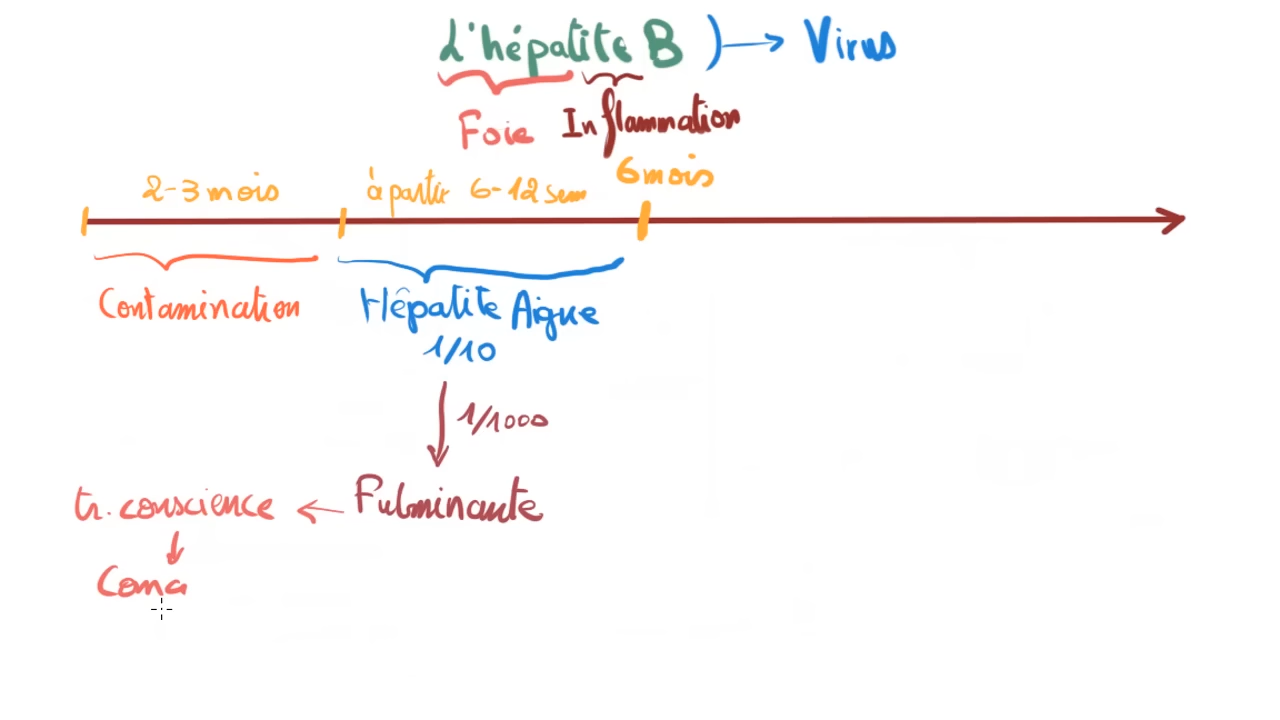 L'hépatite B ) → Virus
Foie Inflammation
2-3 mois à partir 6-12 sem 6 mois
Contamination Hêpatite Aigue
1/10
1/1000
tr. conscience ← Fulminante
Coma